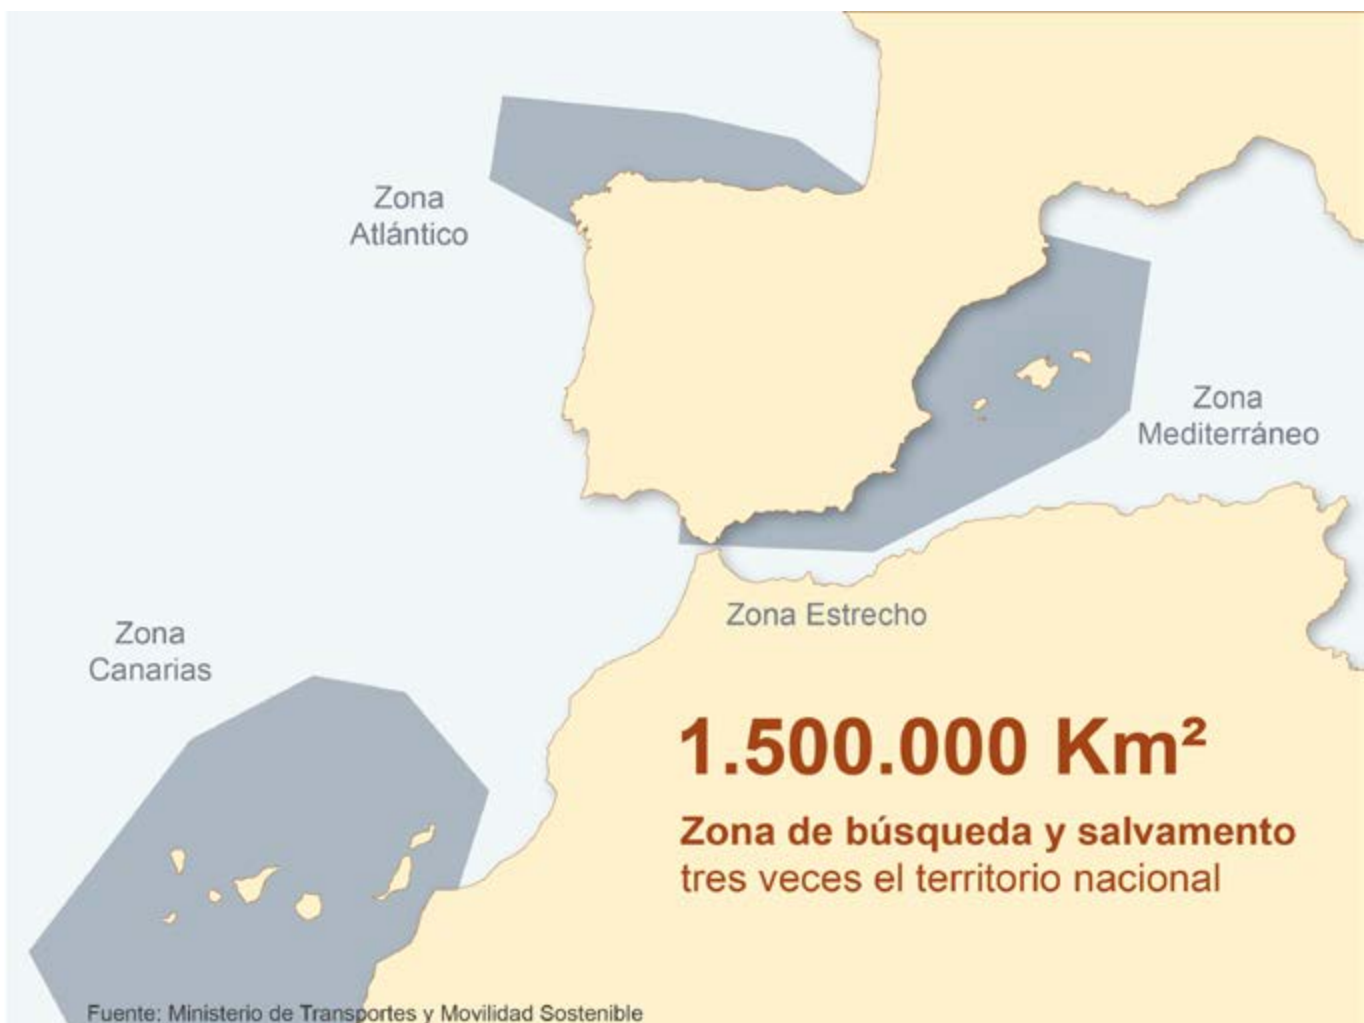 Zona
Atlántico
Zona
Mediterráneo
Zona Estrecho
Zona
Canarias
1.500.000 Km²
Zona de búsqueda y salvamento
tres veces el territorio nacional
Fuente: Ministerio de Transportes y Movilidad Sostenible